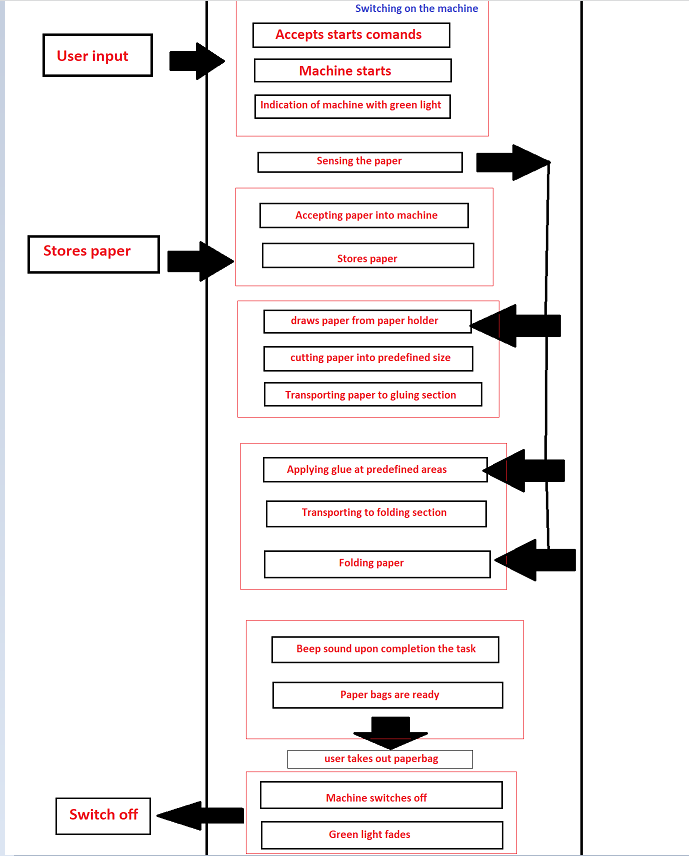 Switching on the machine
User input
Accepts starts comands
Machine starts
Indication of machine with green light
Sensing the paper
Stores paper
Accepting paper into machine
Stores paper
draws paper from paper holder
cutting paper into predefined size
Transporting paper to gluing section
Applying glue at predefined areas
Transporting to folding section
Folding paper
Beep sound upon completion the task
Paper bags are ready
user takes out paperbag
Switch off
Machine switches off
Green light fades